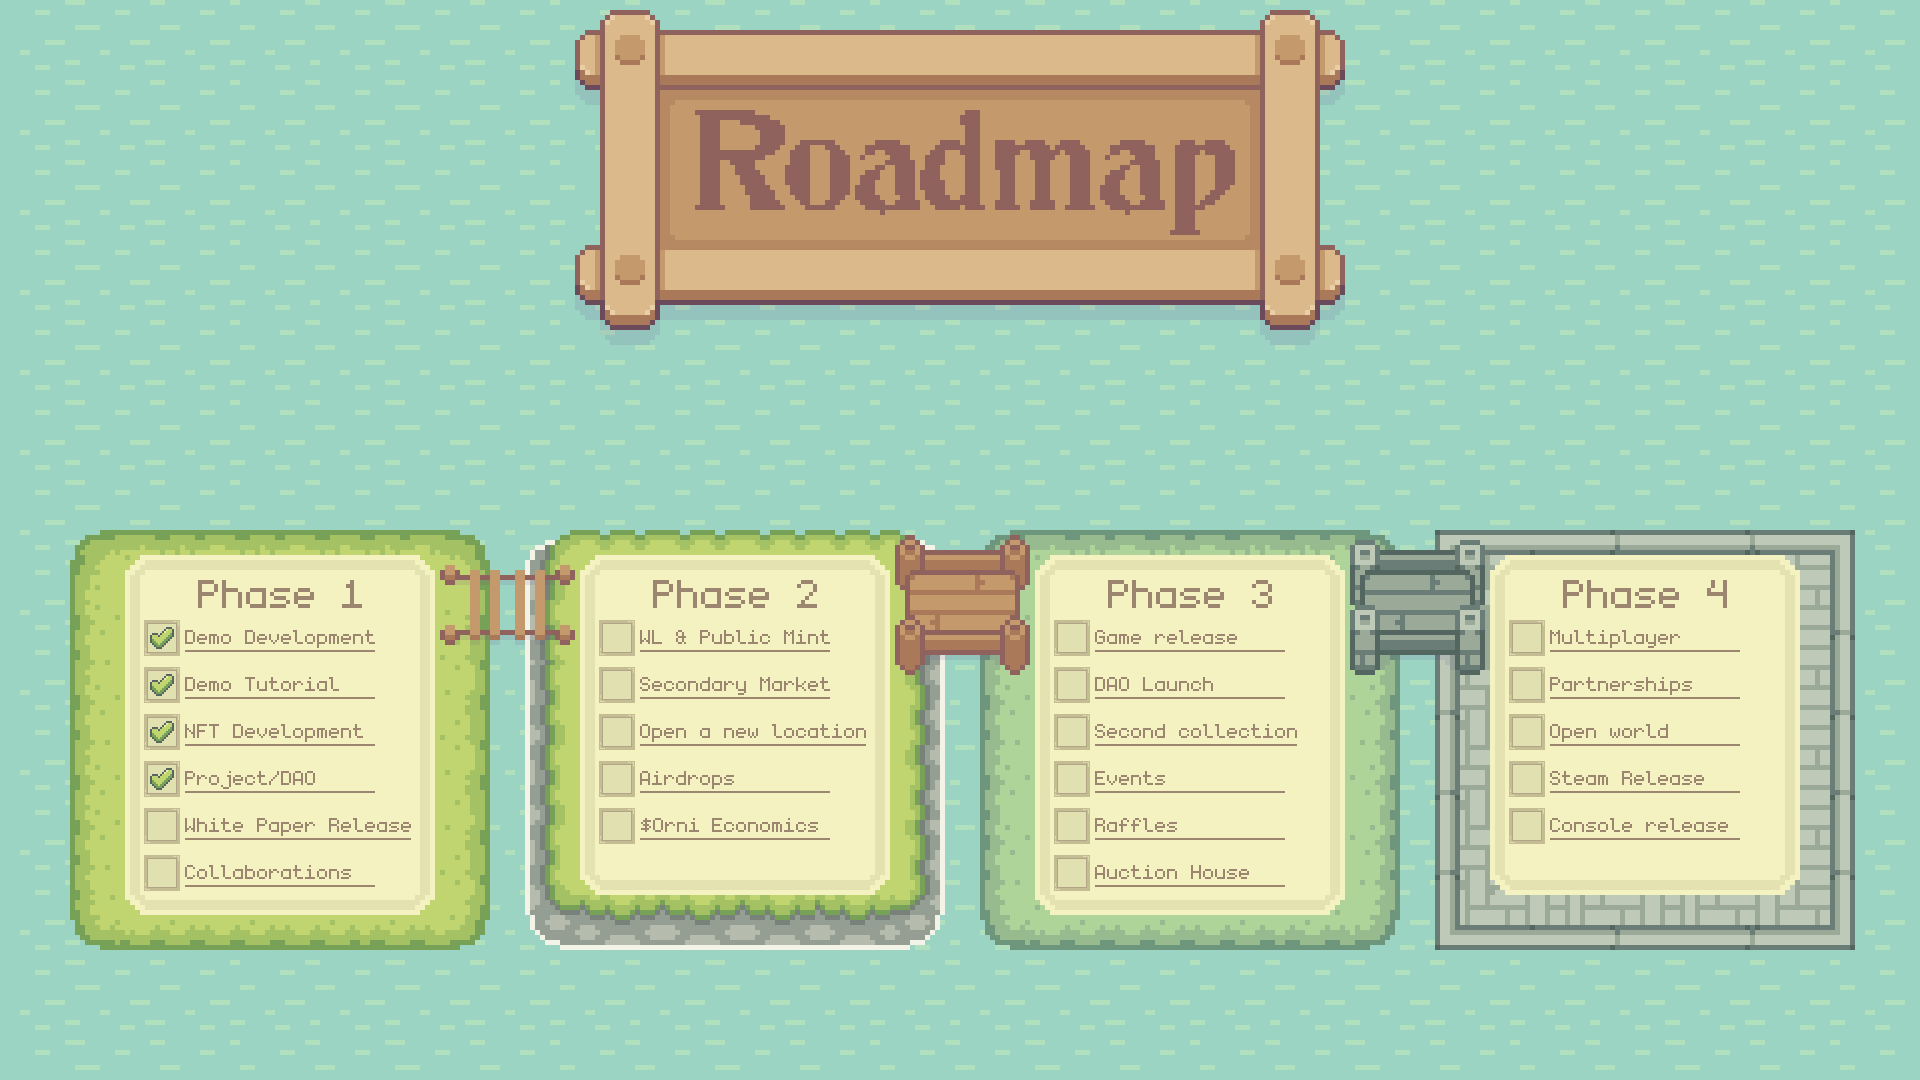 Roadmap
Phase 1
Demo Development
Demo Tutorial
NFT Development
Project/DAO
White Paper Release
Collaborations
Phase 2
WL & Public Mint
Secondary Market
Open a new location
Airdrops
$Orni Economics
Phase 3
Game release
DAO Launch
Second collection
Events
Raffles
Auction House
Phase 4
Multiplayer
Partnerships
Open world
Steam Release
Console release